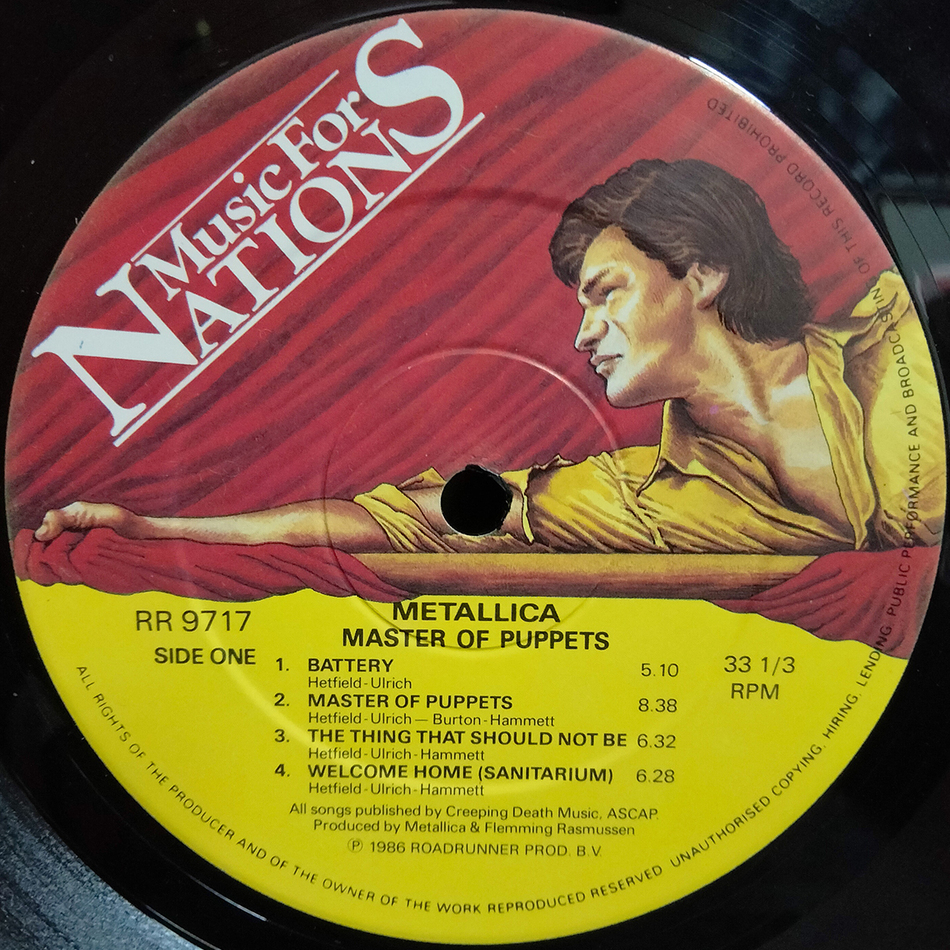 Music For
NATIONS
RR 9717
SIDE ONE
33 1/3
RPM
METALLICA
MASTER OF PUPPETS
1. BATTERY 5.10
Hetfield-Ulrich
2. MASTER OF PUPPETS 8.38
Hetfield-Ulrich — Burton-Hammett
3. THE THING THAT SHOULD NOT BE 6.32
Hetfield-Ulrich-Hammett
4. WELCOME HOME (SANITARIUM) 6.28
Hetfield-Ulrich-Hammett
All songs published by Creeping Death Music, ASCAP.
Produced by Metallica & Flemming Rasmussen
℗ 1986 ROADRUNNER PROD. B.V.
ALL RIGHTS OF THE PRODUCER AND OF THE OWNER OF THE WORK REPRODUCED RESERVED UNAUTHORISED COPYING, HIRING, LENDING, PUBLIC PERFORMANCE AND BROADCASTING OF THIS RECORD PROHIBITED